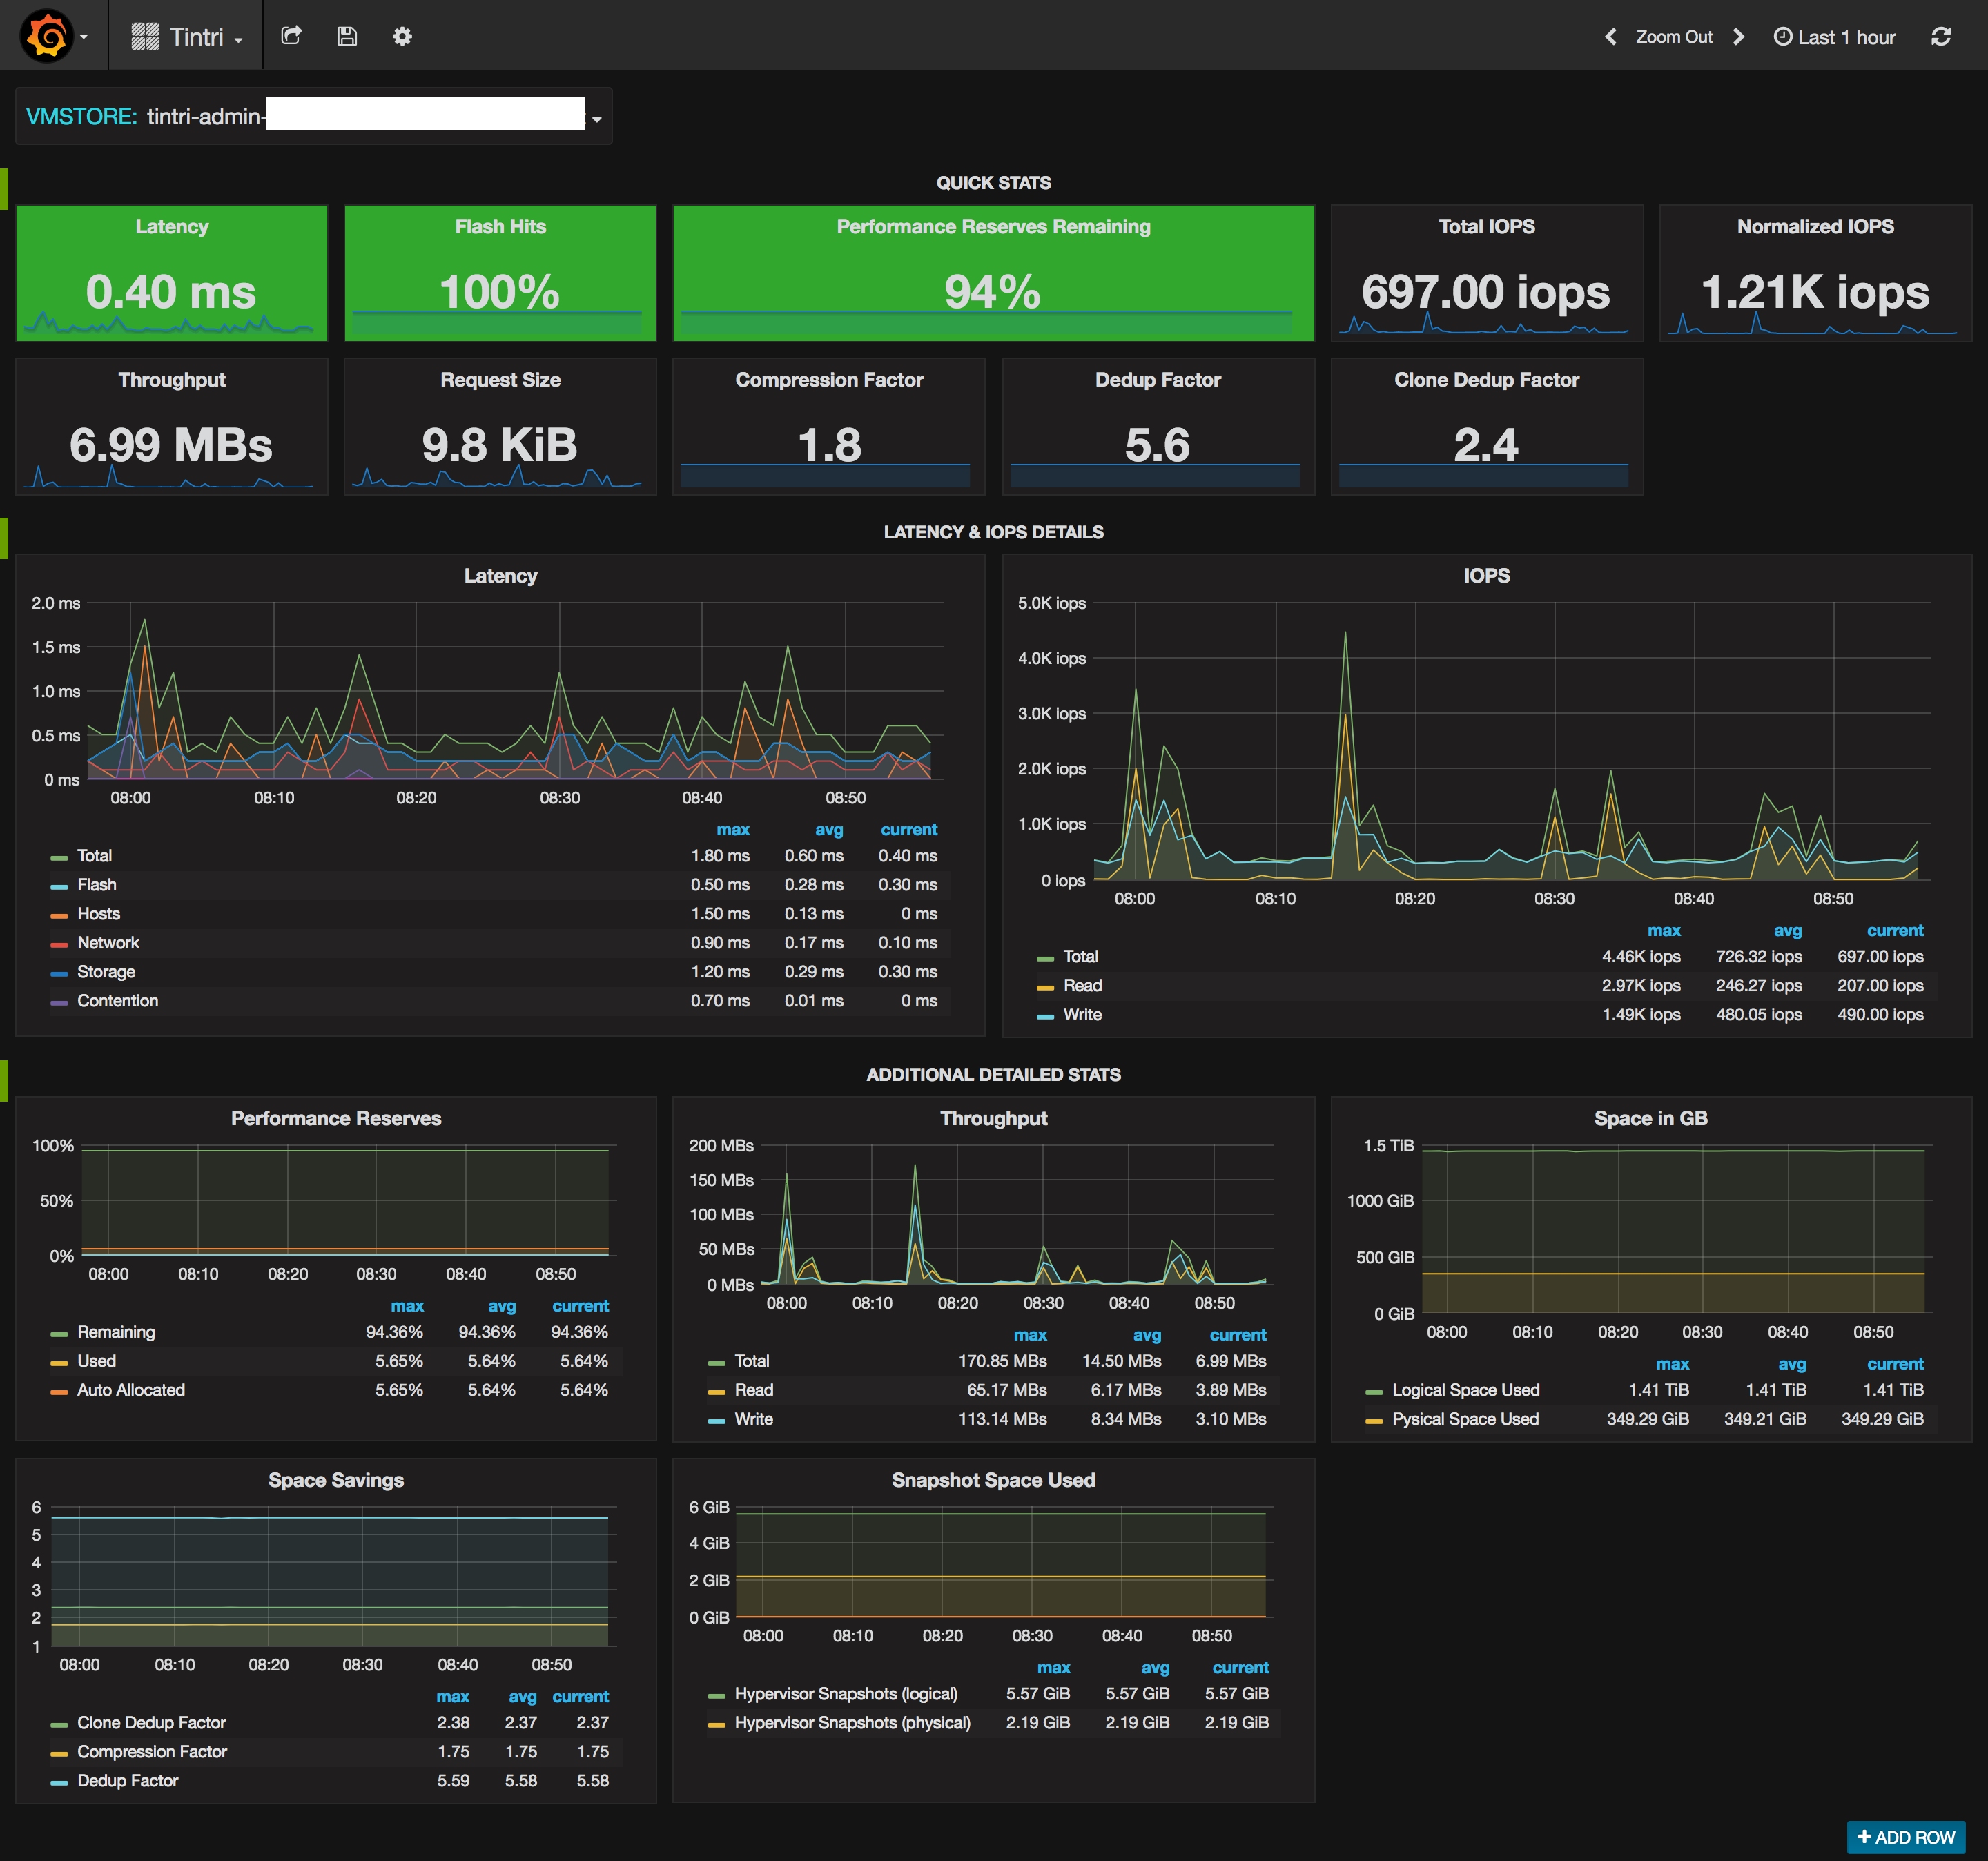 Tintri
Zoom Out
Last 1 hour
VMSTORE: tintri-admin-
QUICK STATS
Latency
0.40 ms
Flash Hits
100%
Performance Reserves Remaining
94%
Total IOPS
697.00 iops
Normalized IOPS
1.21K iops
Throughput
6.99 MBs
Request Size
9.8 KiB
Compression Factor
1.8
Dedup Factor
5.6
Clone Dedup Factor
2.4
LATENCY & IOPS DETAILS
Latency
2.0 ms
1.5 ms
1.0 ms
0.5 ms
0 ms
08:00 08:10 08:20 08:30 08:40 08:50
max avg current
Total 1.80 ms 0.60 ms 0.40 ms
Flash 0.50 ms 0.28 ms 0.30 ms
Hosts 1.50 ms 0.13 ms 0 ms
Network 0.90 ms 0.17 ms 0.10 ms
Storage 1.20 ms 0.29 ms 0.30 ms
Contention 0.70 ms 0.01 ms 0 ms
IOPS
5.0K iops
4.0K iops
3.0K iops
2.0K iops
1.0K iops
0 iops
08:00 08:10 08:20 08:30 08:40 08:50
max avg current
Total 4.46K iops 726.32 iops 697.00 iops
Read 2.97K iops 246.27 iops 207.00 iops
Write 1.49K iops 480.05 iops 490.00 iops
ADDITIONAL DETAILED STATS
Performance Reserves
100%
50%
0%
08:00 08:10 08:20 08:30 08:40 08:50
max avg current
Remaining 94.36% 94.36% 94.36%
Used 5.65% 5.64% 5.64%
Auto Allocated 5.65% 5.64% 5.64%
Throughput
200 MBs
150 MBs
100 MBs
50 MBs
0 MBs
08:00 08:10 08:20 08:30 08:40 08:50
max avg current
Total 170.85 MBs 14.50 MBs 6.99 MBs
Read 65.17 MBs 6.17 MBs 3.89 MBs
Write 113.14 MBs 8.34 MBs 3.10 MBs
Space in GB
1.5 TiB
1000 GiB
500 GiB
0 GiB
08:00 08:10 08:20 08:30 08:40 08:50
max avg current
Logical Space Used 1.41 TiB 1.41 TiB 1.41 TiB
Pysical Space Used 349.29 GiB 349.21 GiB 349.29 GiB
Space Savings
6
5
4
3
2
1
08:00 08:10 08:20 08:30 08:40 08:50
max avg current
Clone Dedup Factor 2.38 2.37 2.37
Compression Factor 1.75 1.75 1.75
Dedup Factor 5.59 5.58 5.58
Snapshot Space Used
6 GiB
4 GiB
2 GiB
0 GiB
08:00 08:10 08:20 08:30 08:40 08:50
max avg current
Hypervisor Snapshots (logical) 5.57 GiB 5.57 GiB 5.57 GiB
Hypervisor Snapshots (physical) 2.19 GiB 2.19 GiB 2.19 GiB
+ ADD ROW